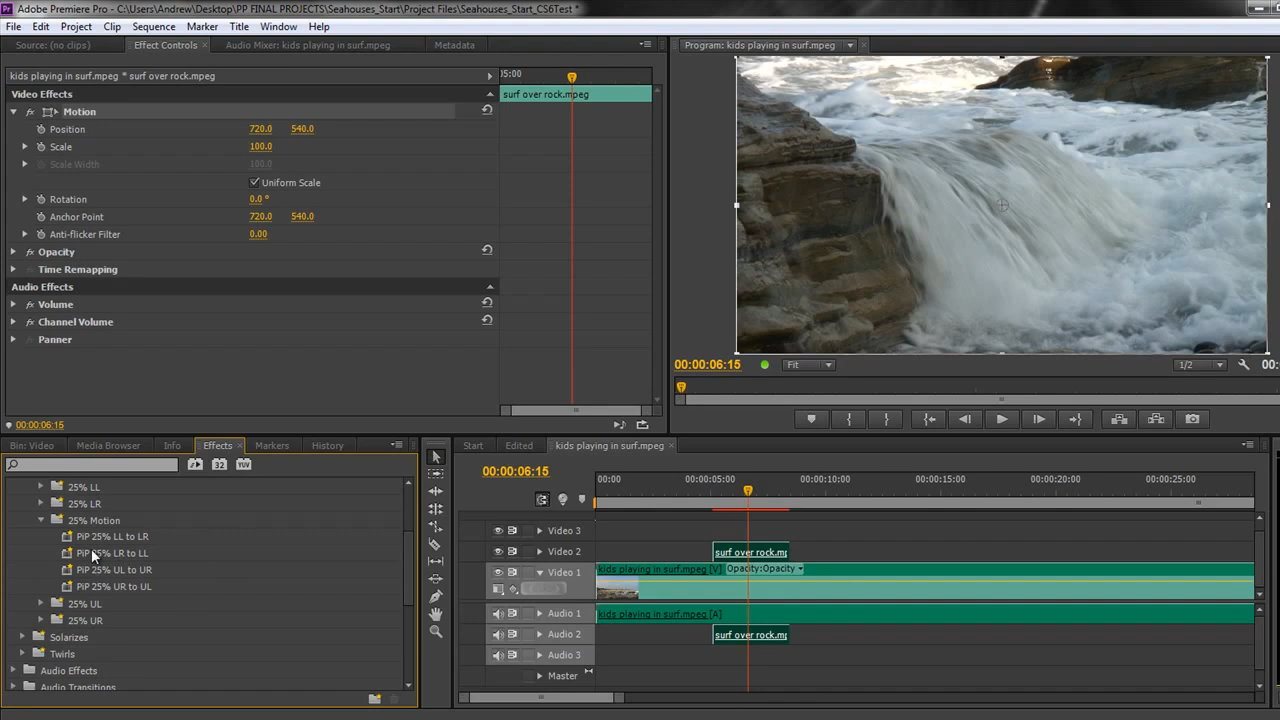 Pr Adobe Premiere Pro - C:\Users\Andrew\Desktop\PP FINAL PROJECTS\Seahouses_Start\Project Files\Seahouses_Start_CS6Test *
File Edit Project Clip Sequence Marker Title Window Help
Source: (no clips) Effect Controls Audio Mixer: kids playing in surf.mpeg Metadata
Program: kids playing in surf.mpeg
kids playing in surf.mpeg * surf over rock.mpeg
:05:00
Video Effects
surf over rock.mpeg
fx Motion
Position 720.0 540.0
Scale 100.0
Scale Width 100.0
Uniform Scale
Rotation 0.0 °
Anchor Point 720.0 540.0
Anti-flicker Filter 0.00
fx Opacity
Time Remapping
Audio Effects
fx Volume
fx Channel Volume
Panner
00:00:06:15
00:00:06:15 Fit 1/2 00:
Bin: Video Media Browser Info Effects Markers History
32 YUV
25% LL
25% LR
25% Motion
PiP 25% LL to LR
PiP 25% LR to LL
PiP 25% UL to UR
PiP 25% UR to UL
25% UL
25% UR
Solarizes
Twirls
Audio Effects
Audio Transitions
Start Edited kids playing in surf.mpeg
00:00:06:15
00:00 00:00:05:00 00:00:10:00 00:00:15:00 00:00:20:00 00:00:25:00
Video 3
Video 2 surf over rock.m
Video 1 kids playing in surf.mpeg [V] Opacity:Opacity
Audio 1 kids playing in surf.mpeg [A]
Audio 2 surf over rock.m
Audio 3
Master